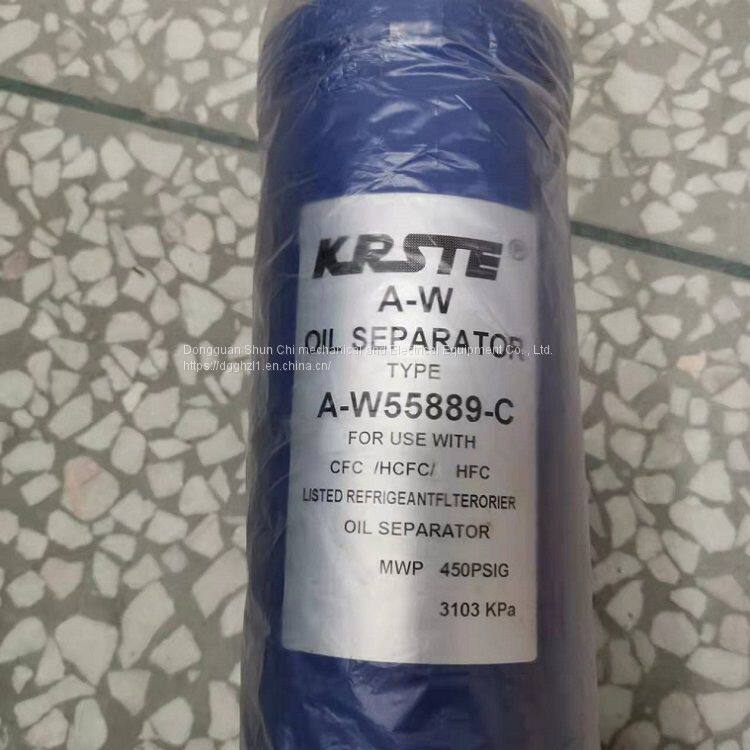 KRSTE®
A-W
OIL SEPARATOR
Dongguan Shun Chi mechanical and Electrical Equipment Co., Ltd.
https://dgghzl1.en.china.cn/
TYPE
A-W55889-C
FOR USE WITH
CFC /HCFC/ HFC
LISTED REFRIGEANTFLTERORIER
OIL SEPARATOR
MWP 450PSIG
3103 KPa